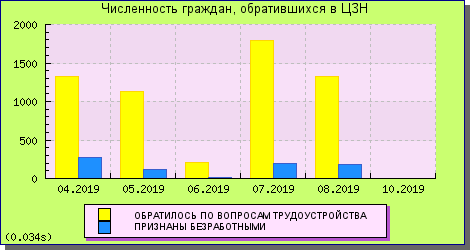 Численность граждан, обратившихся в ЦЗН
2000
1500
1000
500
0
04.2019 05.2019 06.2019 07.2019 08.2019 10.2019
(0.034s)
ОБРАТИЛОСЬ ПО ВОПРОСАМ ТРУДОУСТРОЙСТВА
ПРИЗНАНЫ БЕЗРАБОТНЫМИ